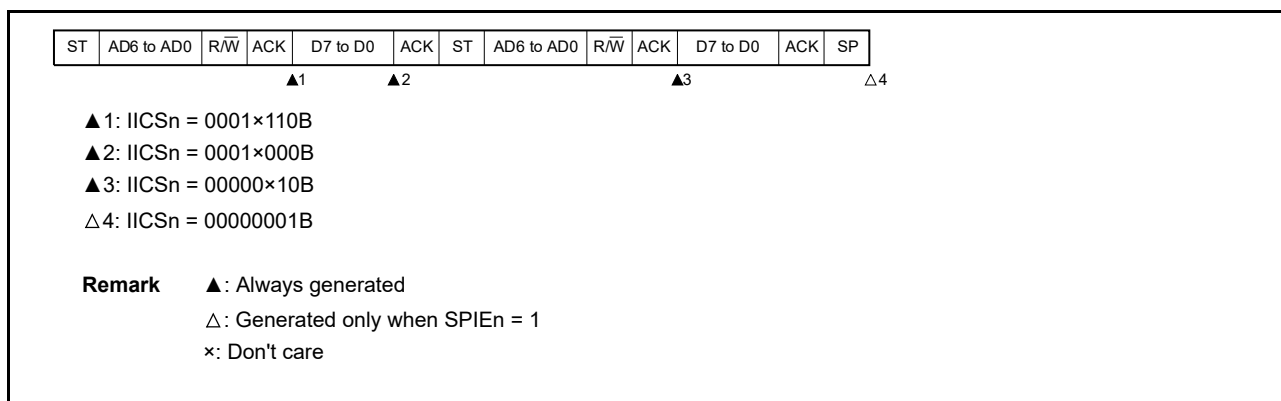 ST AD6 to AD0 R/W̅ ACK D7 to D0 ACK ST AD6 to AD0 R/W̅ ACK D7 to D0 ACK SP
▲1 ▲2 ▲3 △4
▲1: IICSn = 0001×110B
▲2: IICSn = 0001×000B
▲3: IICSn = 00000×10B
△4: IICSn = 00000001B
Remark ▲: Always generated
△: Generated only when SPIEn = 1
×: Don't care